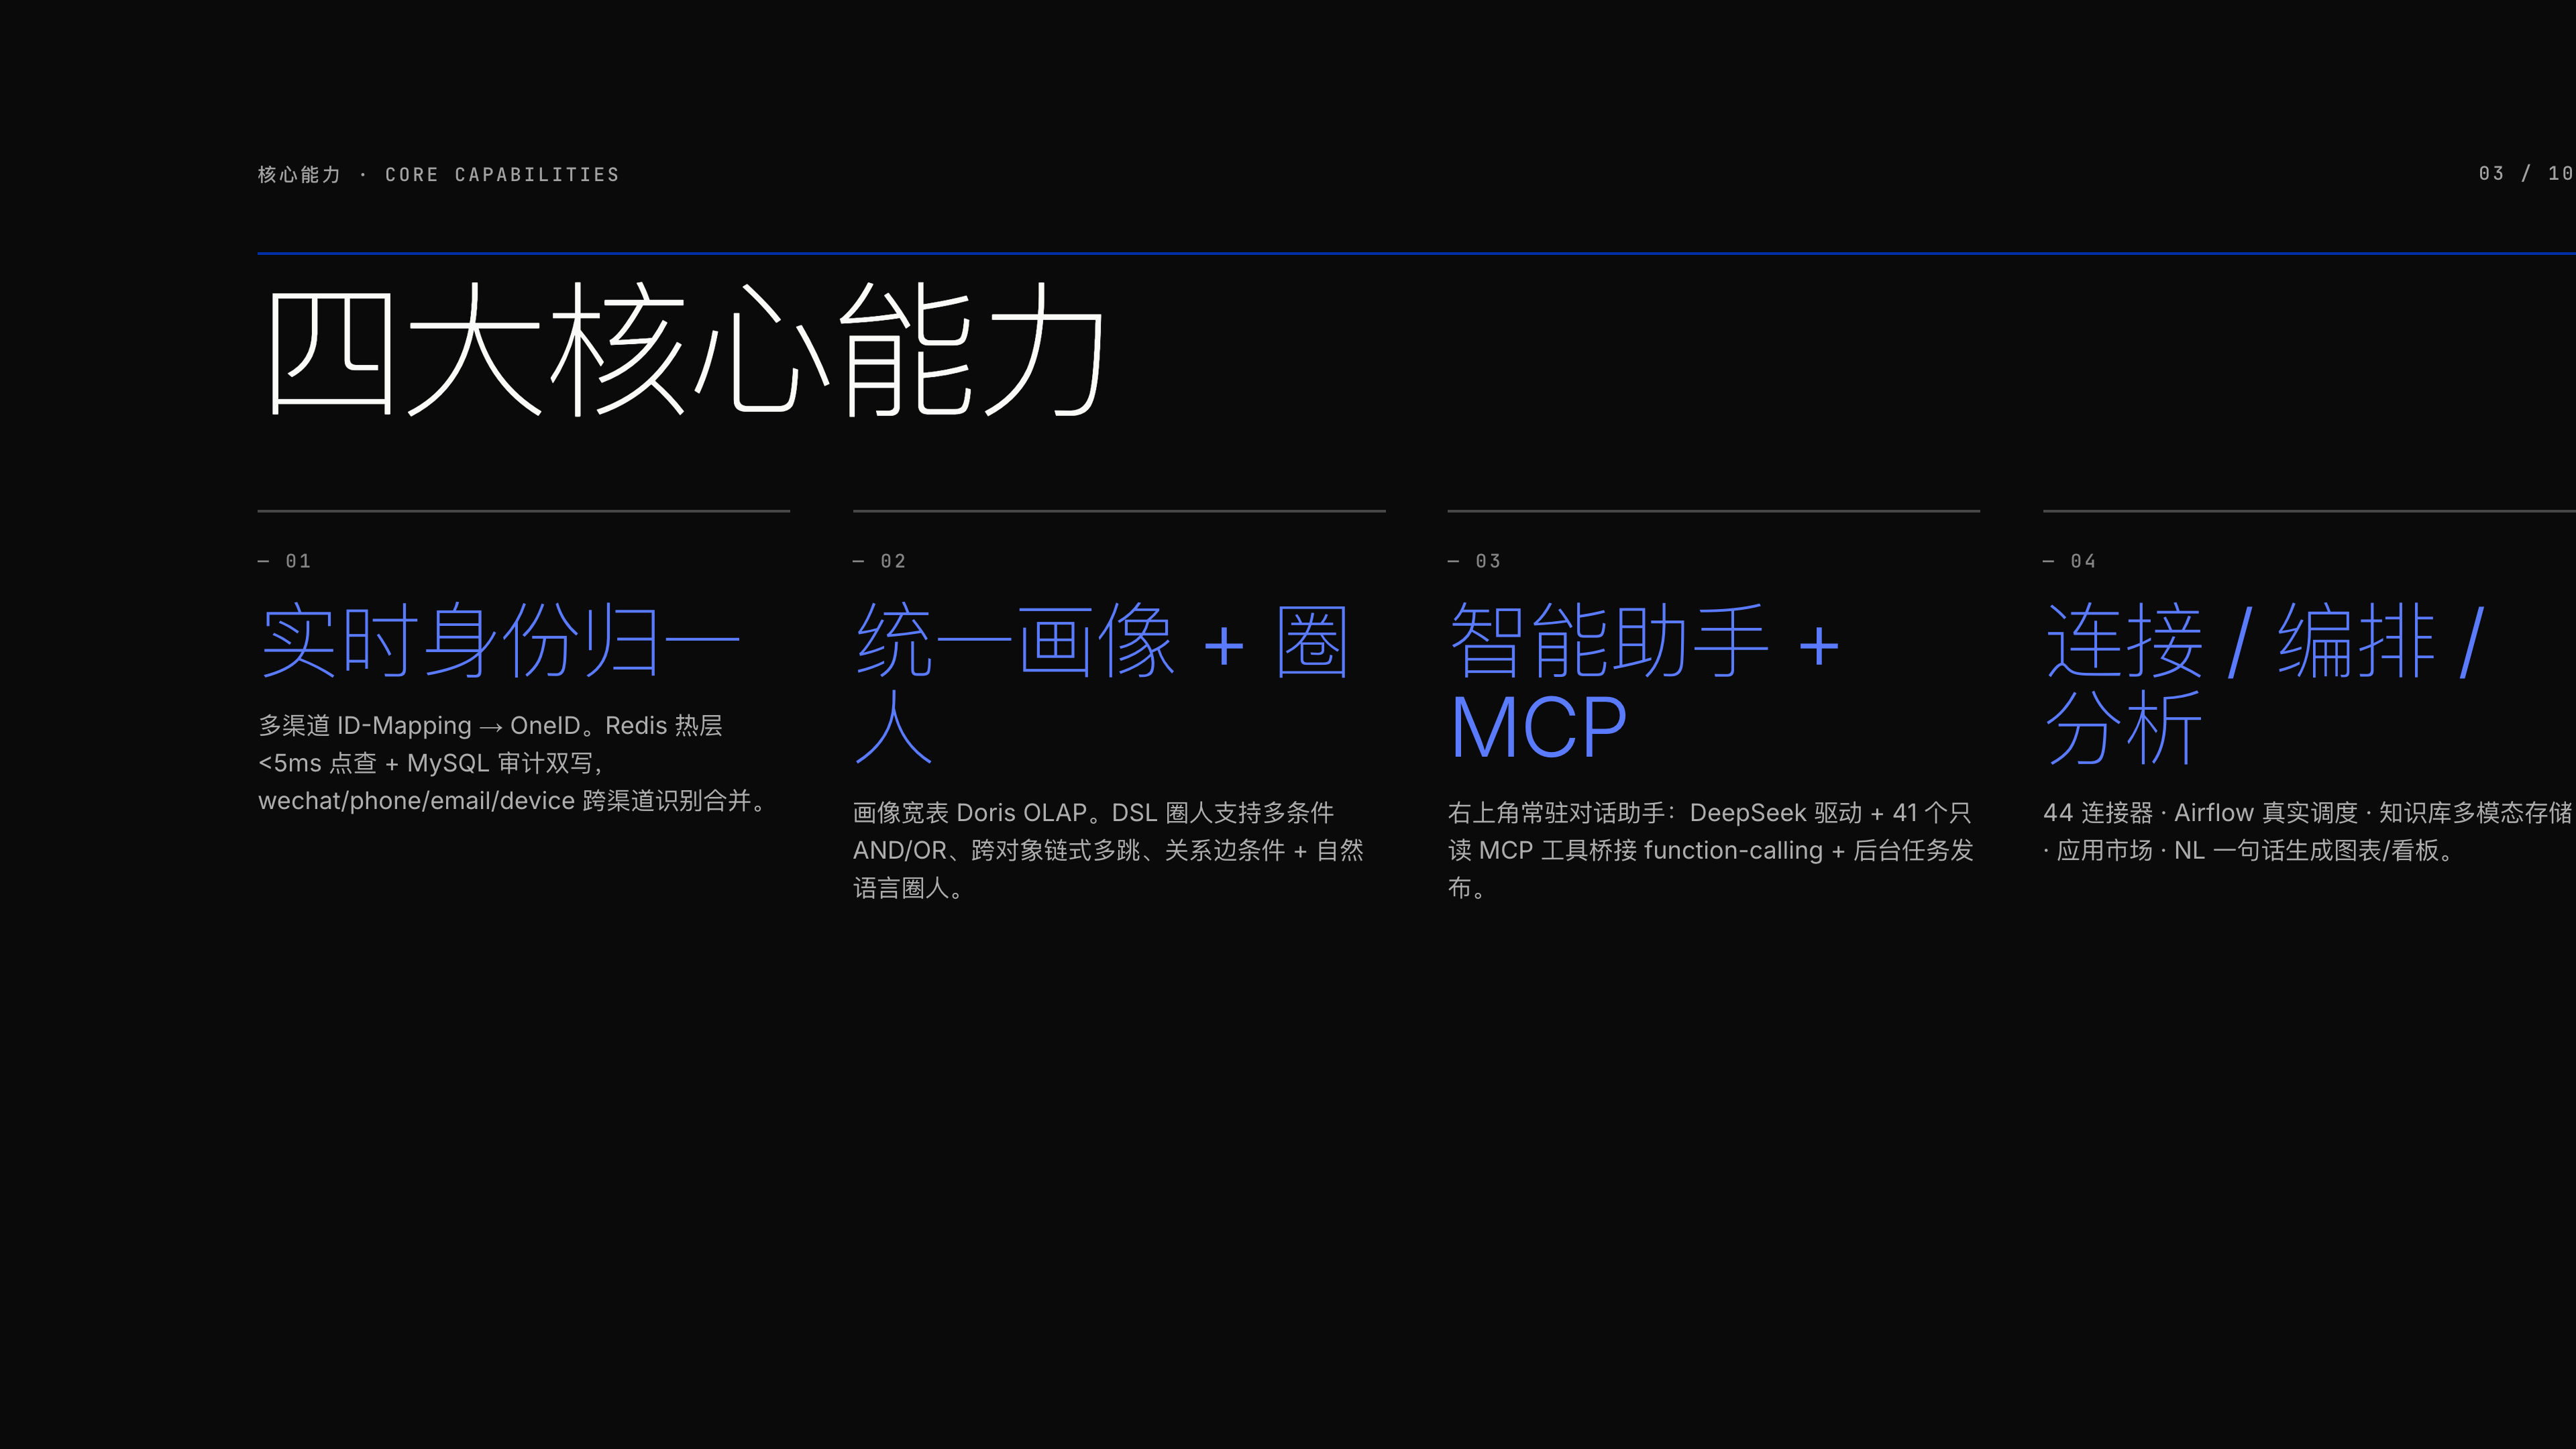 核心能力 · CORE CAPABILITIES
03 / 10
四大核心能力
— 01
实时身份归一
多渠道 ID-Mapping → OneID。Redis 热层
<5ms 点查 + MySQL 审计双写，
wechat/phone/email/device 跨渠道识别合并。
— 02
统一画像 + 圈
人
画像宽表 Doris OLAP。DSL 圈人支持多条件
AND/OR、跨对象链式多跳、关系边条件 + 自然
语言圈人。
— 03
智能助手 +
MCP
右上角常驻对话助手：DeepSeek 驱动 + 41 个只
读 MCP 工具桥接 function-calling + 后台任务发
布。
— 04
连接 / 编排 /
分析
44 连接器 · Airflow 真实调度 · 知识库多模态存储
· 应用市场 · NL 一句话生成图表/看板。